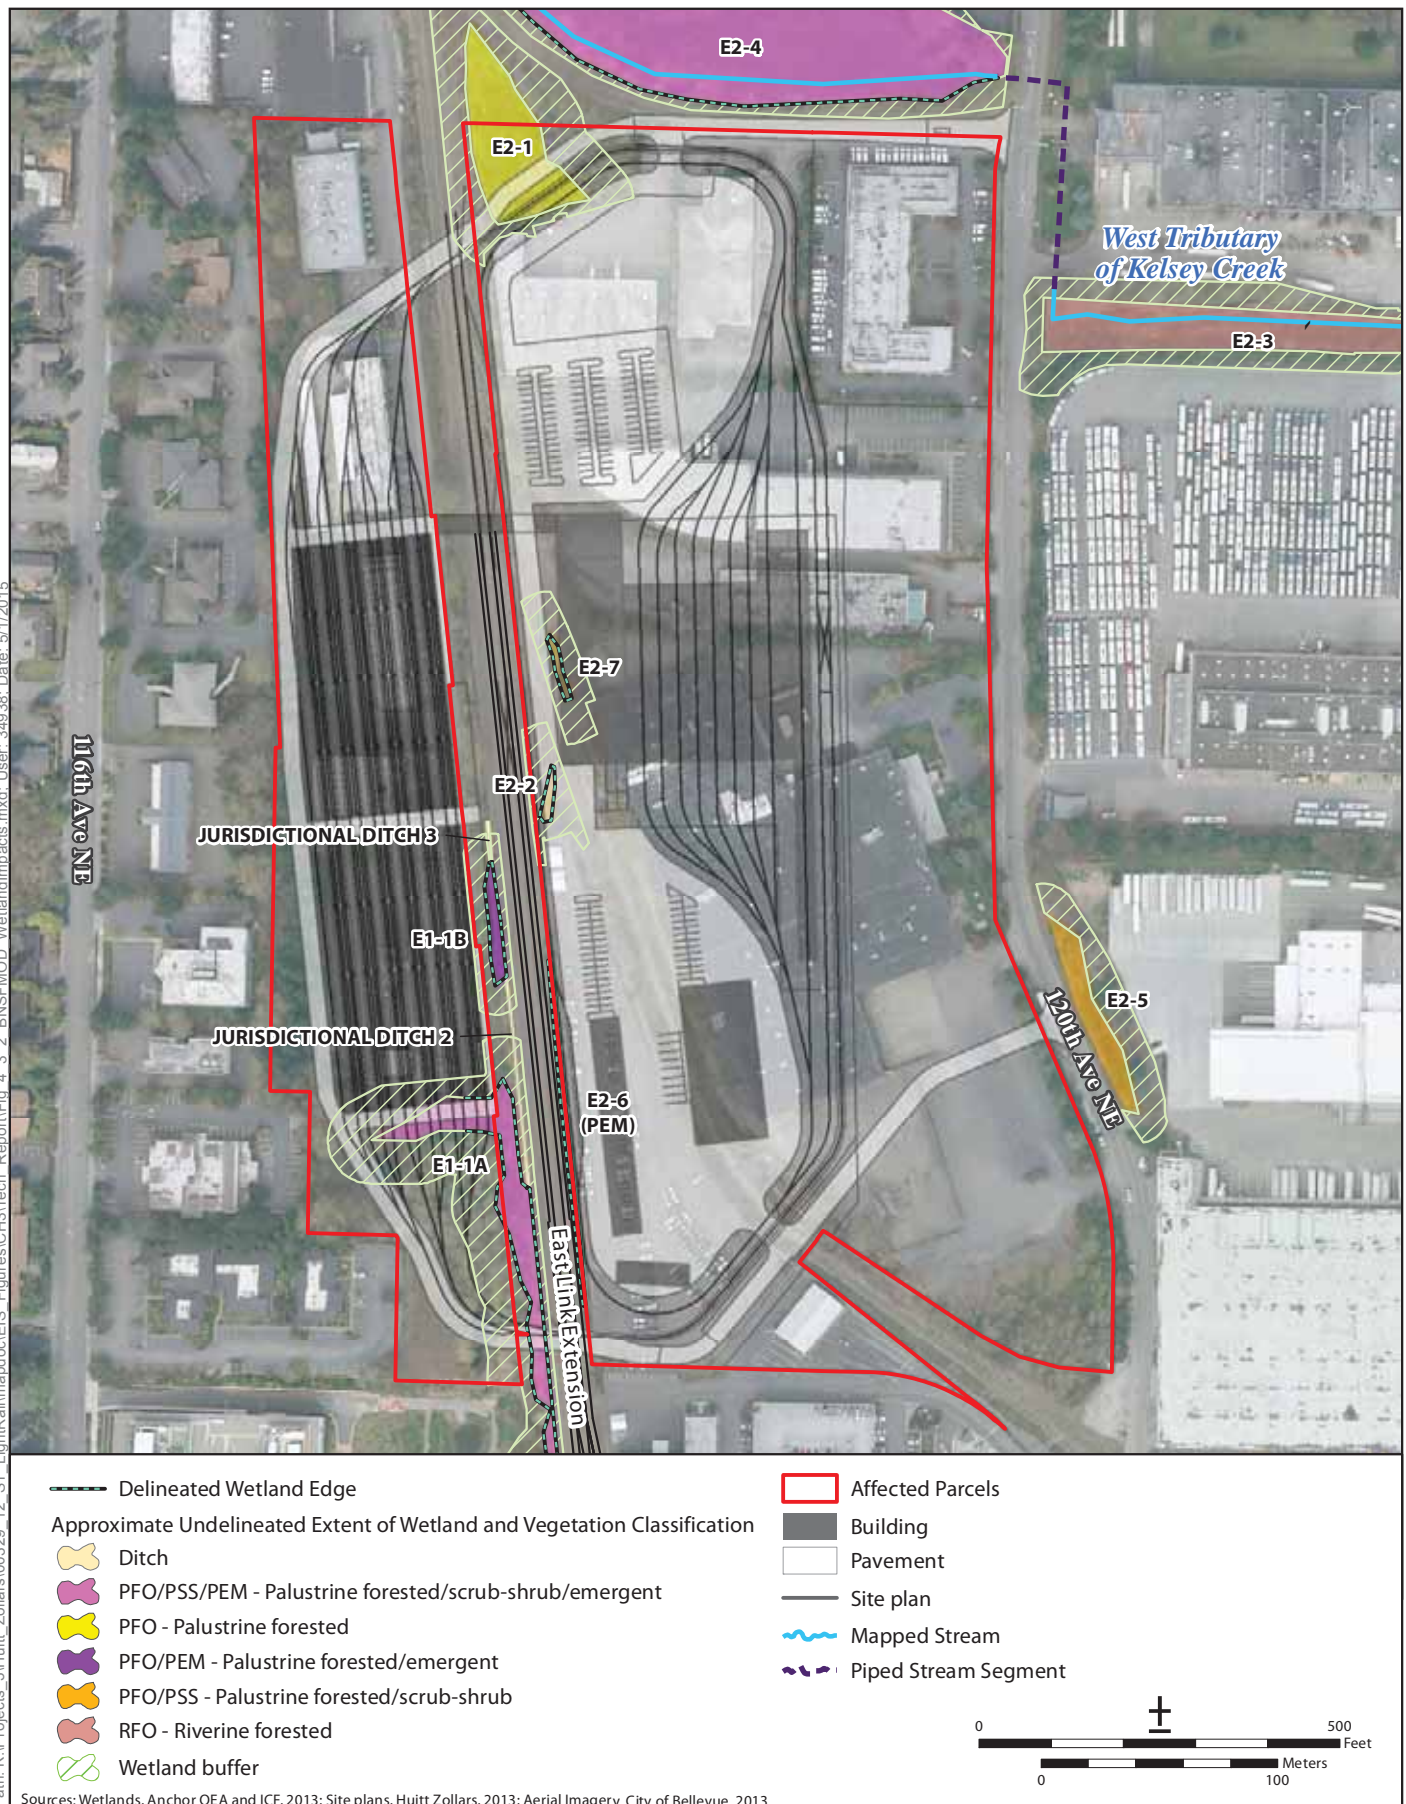 E2-4
E2-1
West Tributary
of Kelsey Creek
E2-3
E2-7
116th Ave NE
E2-2
JURISDICTIONAL DITCH 3
E1-1B
E2-5
120th Ave NE
JURISDICTIONAL DITCH 2
E2-6
(PEM)
E1-1A
East Link Extension
Delineated Wetland Edge
Approximate Undelineated Extent of Wetland and Vegetation Classification
Ditch
PFO/PSS/PEM - Palustrine forested/scrub-shrub/emergent
PFO - Palustrine forested
PFO/PEM - Palustrine forested/emergent
PFO/PSS - Palustrine forested/scrub-shrub
RFO - Riverine forested
Wetland buffer
Affected Parcels
Building
Pavement
Site plan
Mapped Stream
Piped Stream Segment
0 500
Feet
Meters
0 100
Sources: Wetlands, Anchor QEA and ICF, 2013; Site plans, Huitt Zollars, 2013; Aerial Imagery, City of Bellevue, 2013